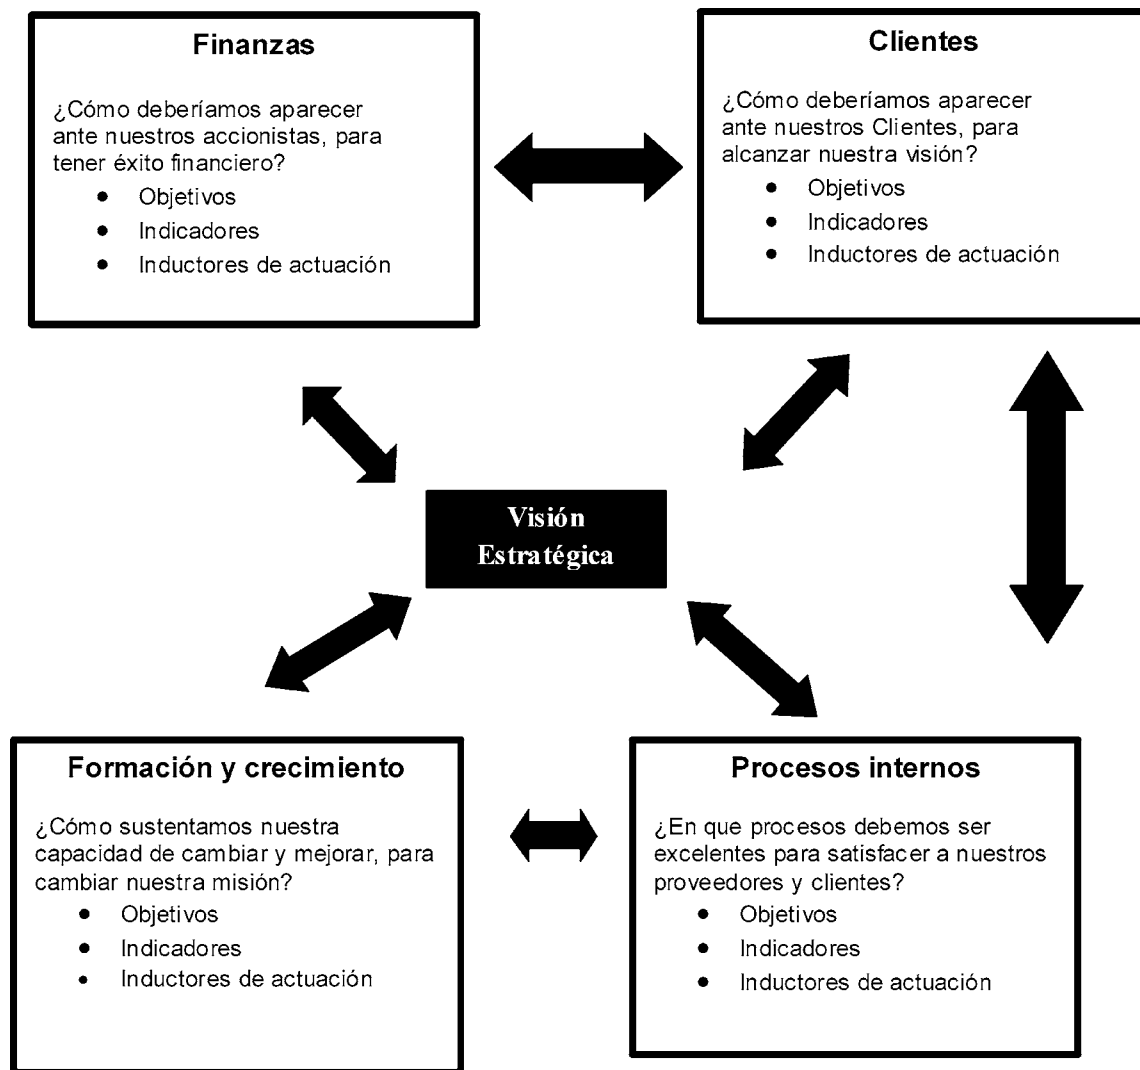 Finanzas
¿Cómo deberíamos aparecer
ante nuestros accionistas, para
tener éxito financiero?
• Objetivos
• Indicadores
• Inductores de actuación
Clientes
¿Cómo deberíamos aparecer
ante nuestros Clientes, para
alcanzar nuestra visión?
• Objetivos
• Indicadores
• Inductores de actuación
Visión
Estratégica
Formación y crecimiento
¿Cómo sustentamos nuestra
capacidad de cambiar y mejorar, para
cambiar nuestra misión?
• Objetivos
• Indicadores
• Inductores de actuación
Procesos internos
¿En que procesos debemos ser
excelentes para satisfacer a nuestros
proveedores y clientes?
• Objetivos
• Indicadores
• Inductores de actuación